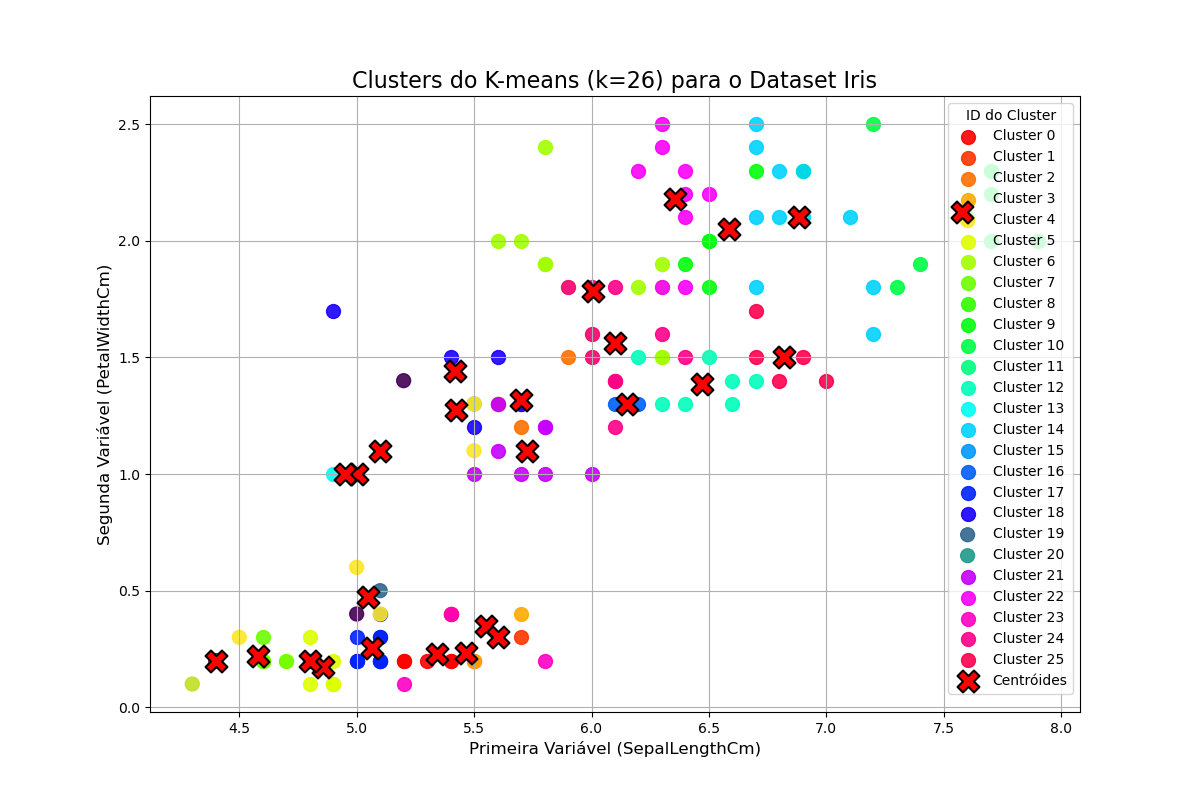 Clusters do K-means (k=26) para o Dataset Iris
2.5
2.0
1.5
1.0
0.5
0.0
Segunda Variável (PetalWidthCm)
4.5
5.0
5.5
6.0
6.5
7.0
7.5
8.0
Primeira Variável (SepalLengthCm)
ID do Cluster
Cluster 0
Cluster 1
Cluster 2
Cluster 3
Cluster 4
Cluster 5
Cluster 6
Cluster 7
Cluster 8
Cluster 9
Cluster 10
Cluster 11
Cluster 12
Cluster 13
Cluster 14
Cluster 15
Cluster 16
Cluster 17
Cluster 18
Cluster 19
Cluster 20
Cluster 21
Cluster 22
Cluster 23
Cluster 24
Cluster 25
Centróides